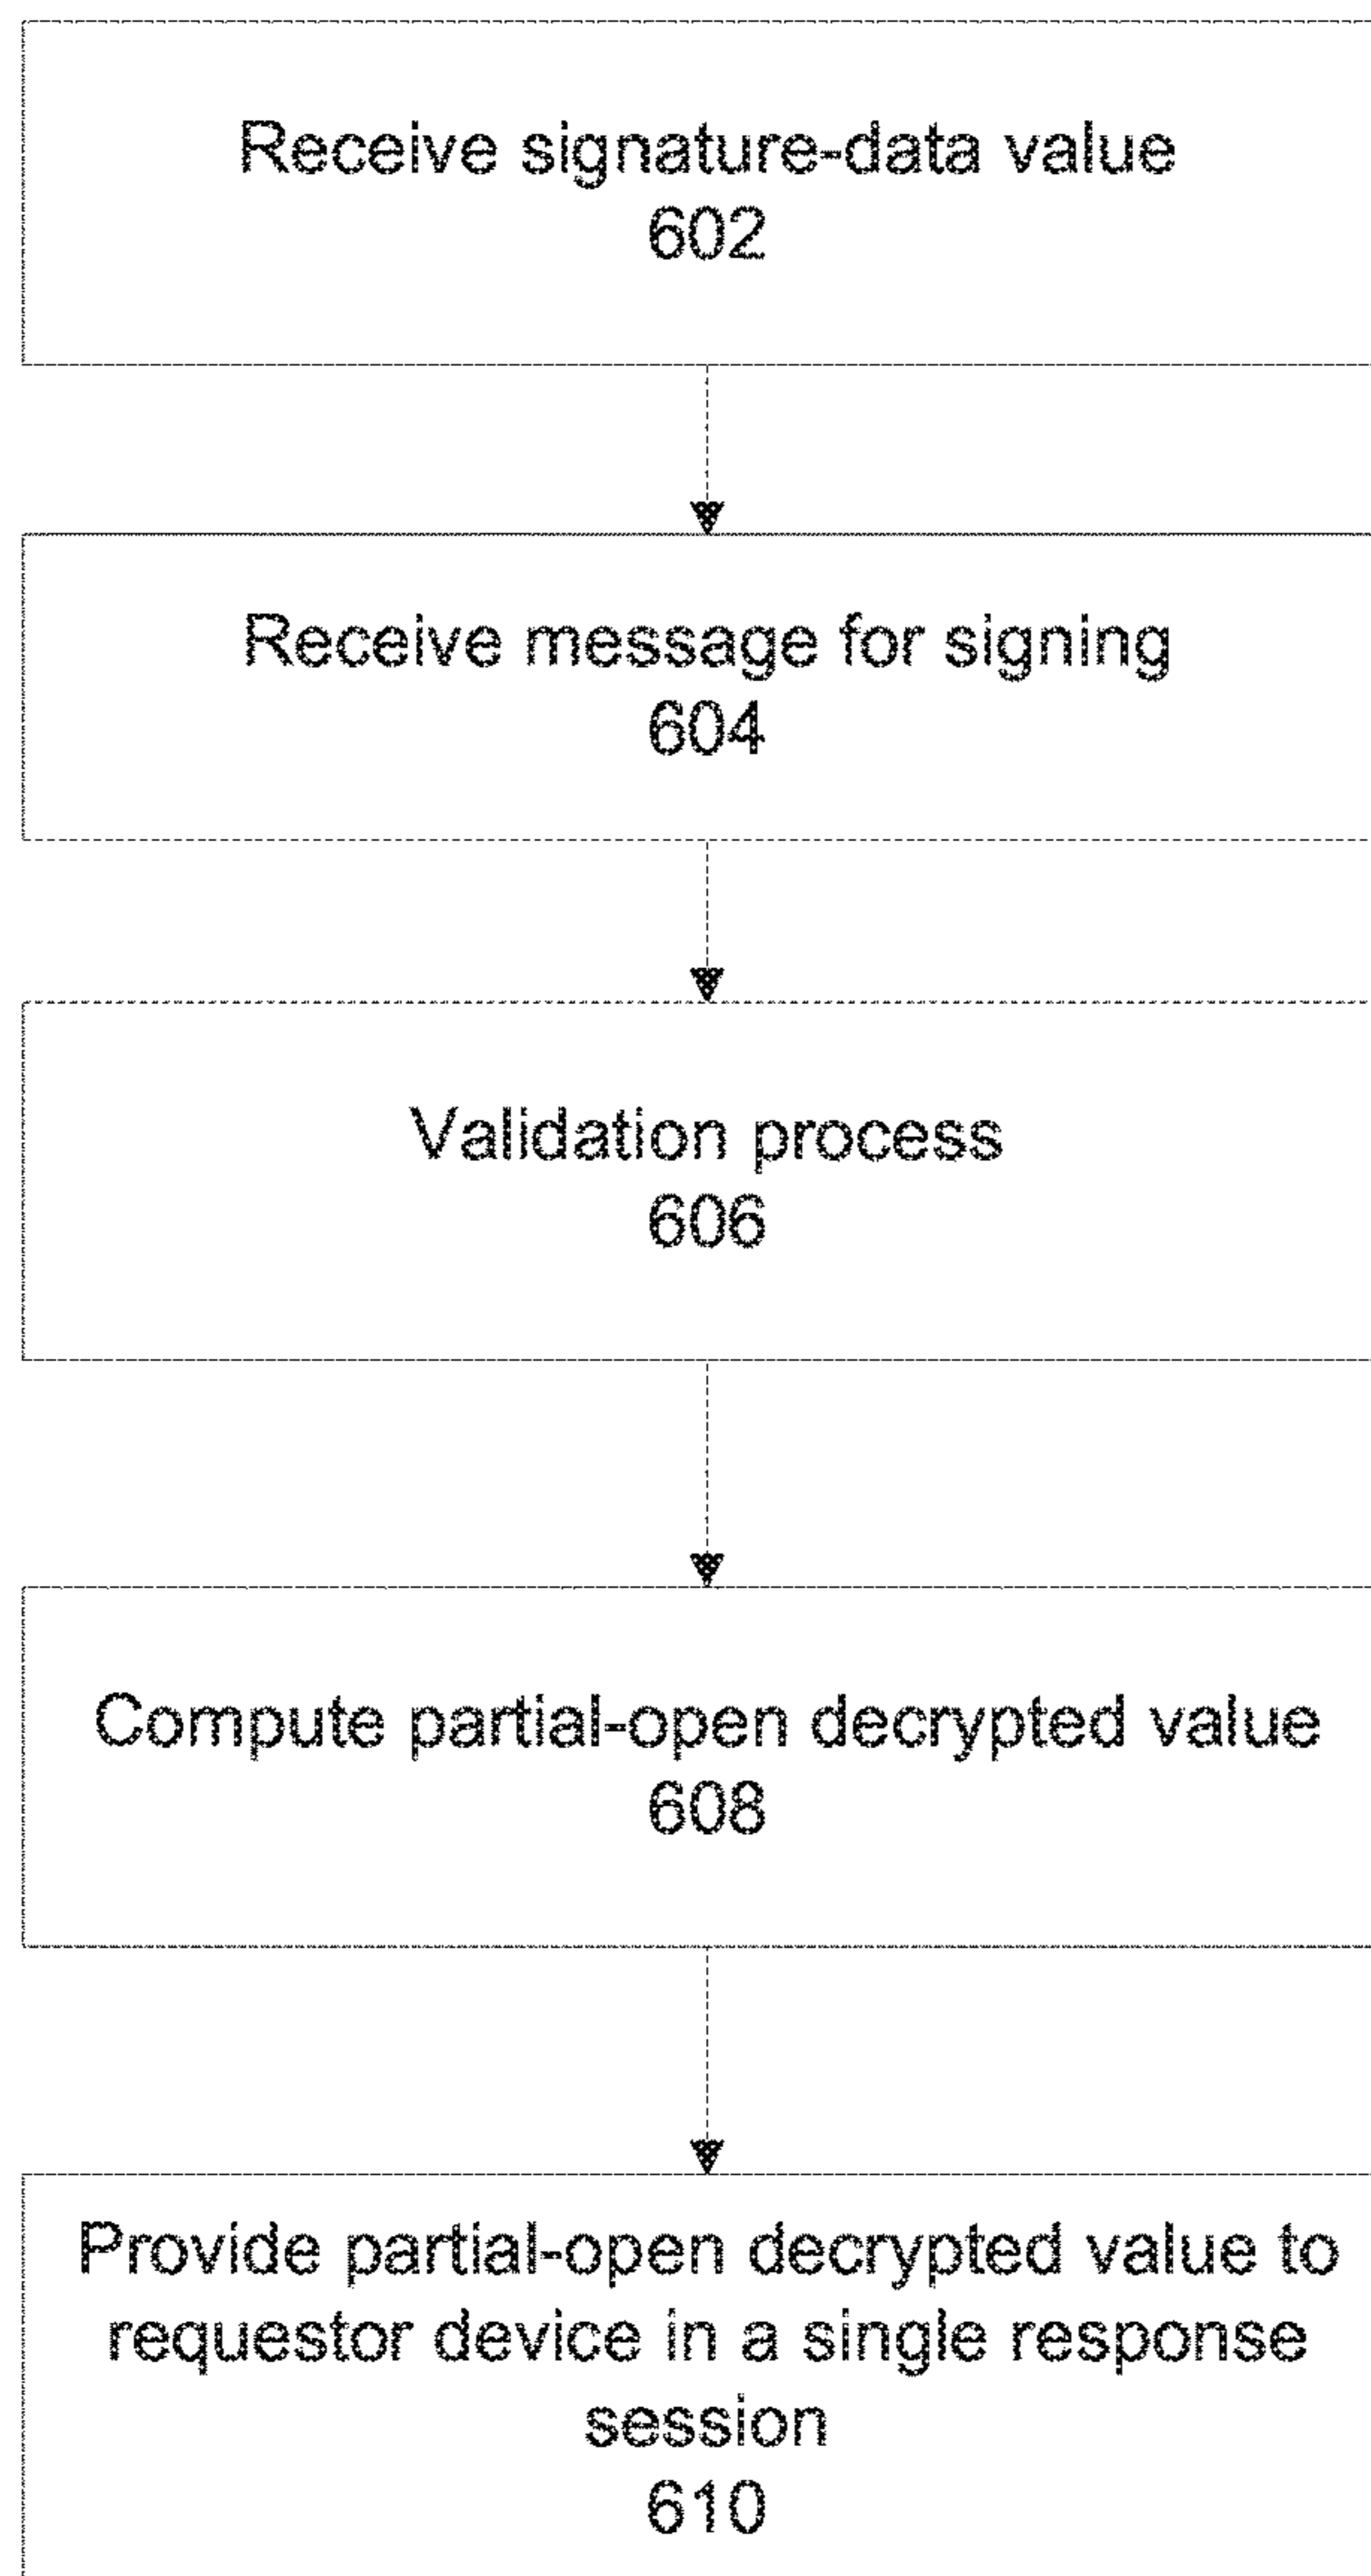 Receive signature-data value
602
Receive message for signing
604
Validation process
606
Compute partial-open decrypted value
608
Provide partial-open decrypted value to
requestor device in a single response
session
610